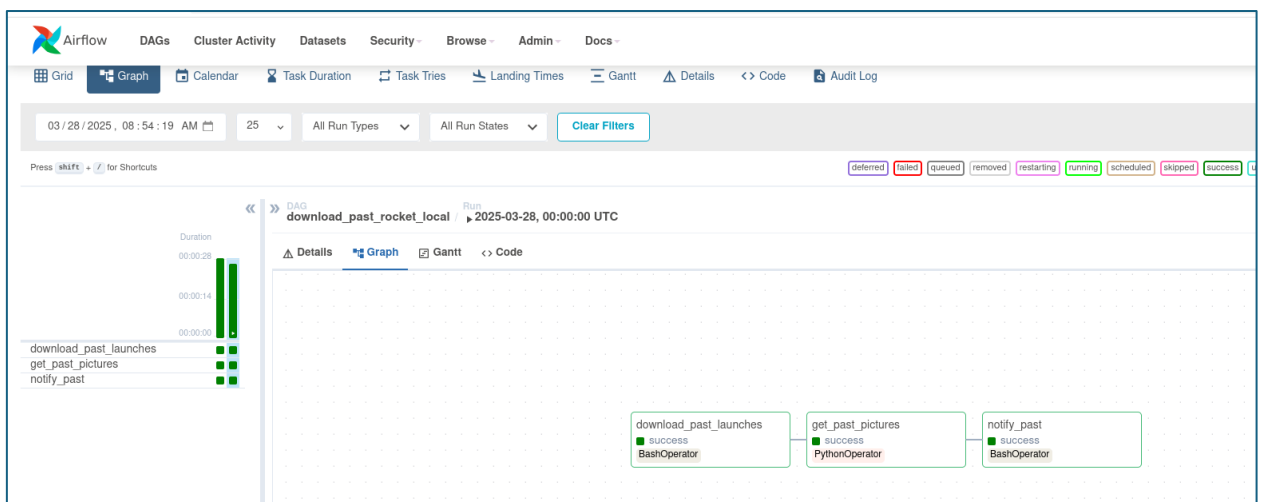 Airflow DAGs Cluster Activity Datasets Security Browse Admin Docs
Grid Graph Calendar Task Duration Task Tries Landing Times Gantt Details <> Code Audit Log
03/28/2025, 08:54:19 AM 25 All Run Types All Run States Clear Filters
Press shift + / for Shortcuts
deferred failed queued removed restarting running scheduled skipped success
DAG Run
download_past_rocket_local / 2025-03-28, 00:00:00 UTC
Details Graph Gantt <> Code
Duration
00:00:28
00:00:14
00:00:00
download_past_launches
get_past_pictures
notify_past
download_past_launches
success
BashOperator
get_past_pictures
success
PythonOperator
notify_past
success
BashOperator